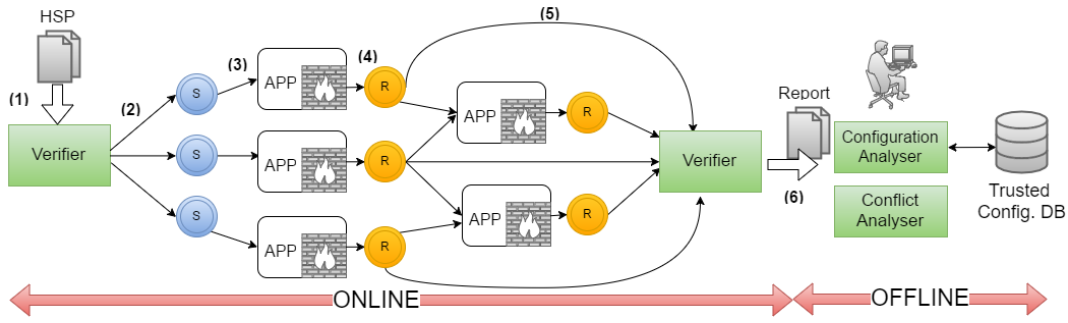 HSP
(1)
Verifier
(2)
S
S
S
(3)
APP
APP
APP
(4)
R
R
R
(5)
APP
APP
R
R
Verifier
Report
(6)
Configuration
Analyser
Conflict
Analyser
Trusted
Config. DB
ONLINE
OFFLINE